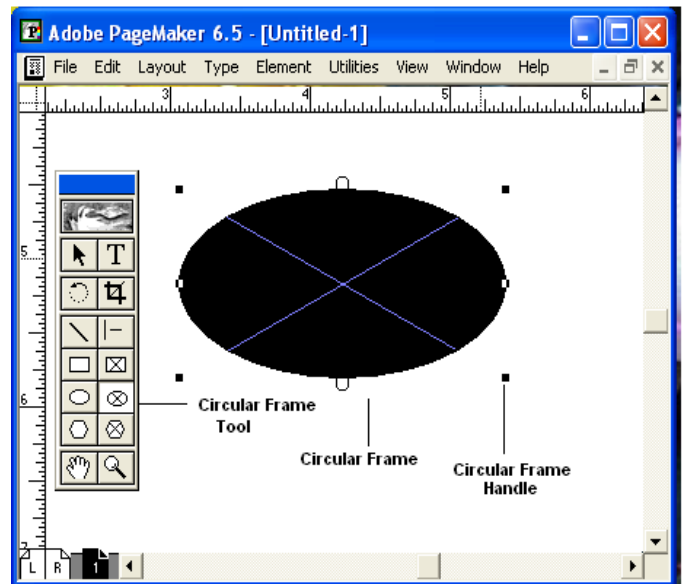 Adobe PageMaker 6.5 - [Untitled-1]
File Edit Layout Type Element Utilities View Window Help
3 4 5 6
T
5
6
Circular Frame
Tool
Circular Frame
Circular Frame
Handle
7
L R 1